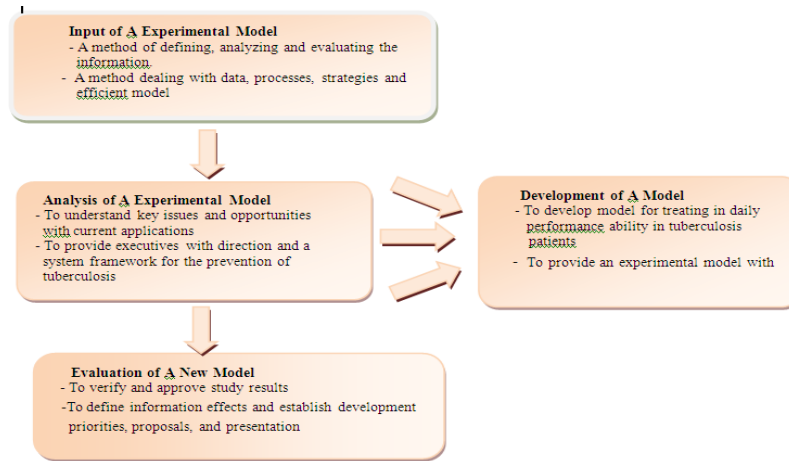 Input of A Experimental Model
- A method of defining, analyzing and evaluating the
information.
- A method dealing with data, processes, strategies and
efficient model
Analysis of A Experimental Model
- To understand key issues and opportunities
with current applications
- To provide executives with direction and a
system framework for the prevention of
tuberculosis
Development of A Model
- To develop model for treating in daily
performance ability in tuberculosis
patients
- To provide an experimental model with
Evaluation of A New Model
- To verify and approve study results
-To define information effects and establish development
priorities, proposals, and presentation